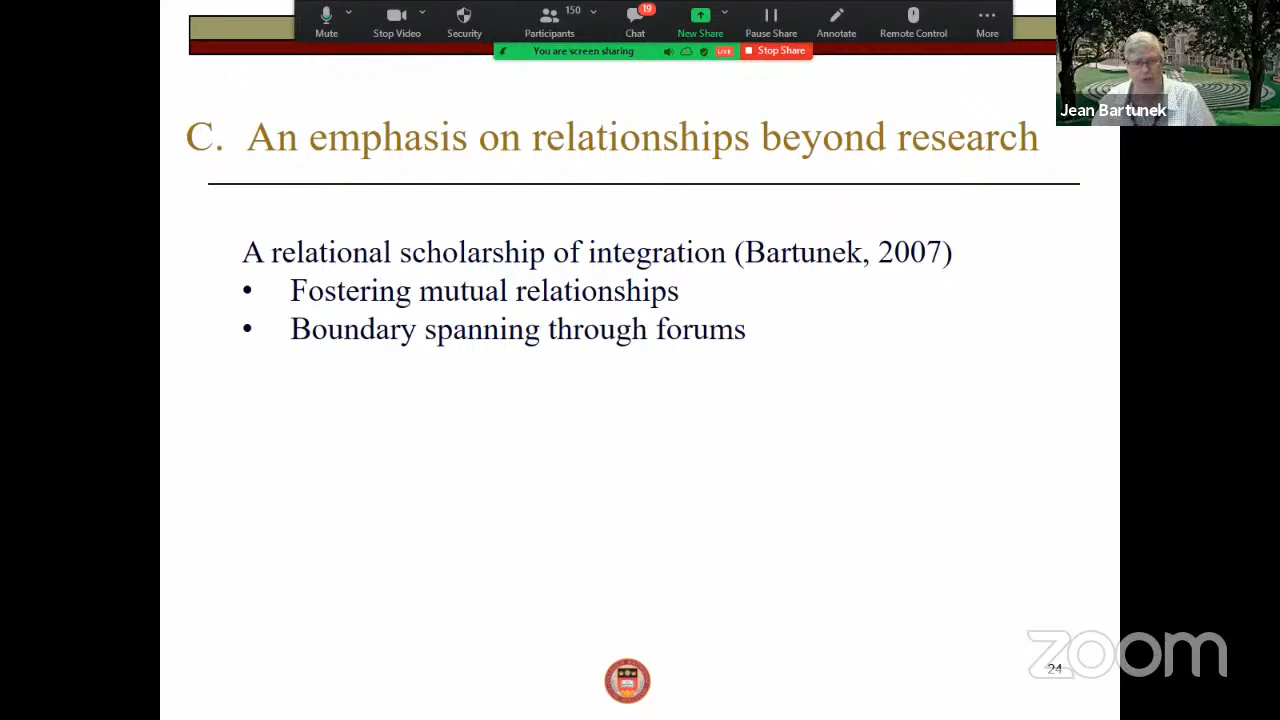 150
19
Mute
Stop Video
Security
Participants
Chat
New Share
Pause Share
Annotate
Remote Control
More
You are screen sharing
LIVE
Stop Share
Jean Bartunek
C. An emphasis on relationships beyond research
A relational scholarship of integration (Bartunek, 2007)
• Fostering mutual relationships
• Boundary spanning through forums
zoom
24